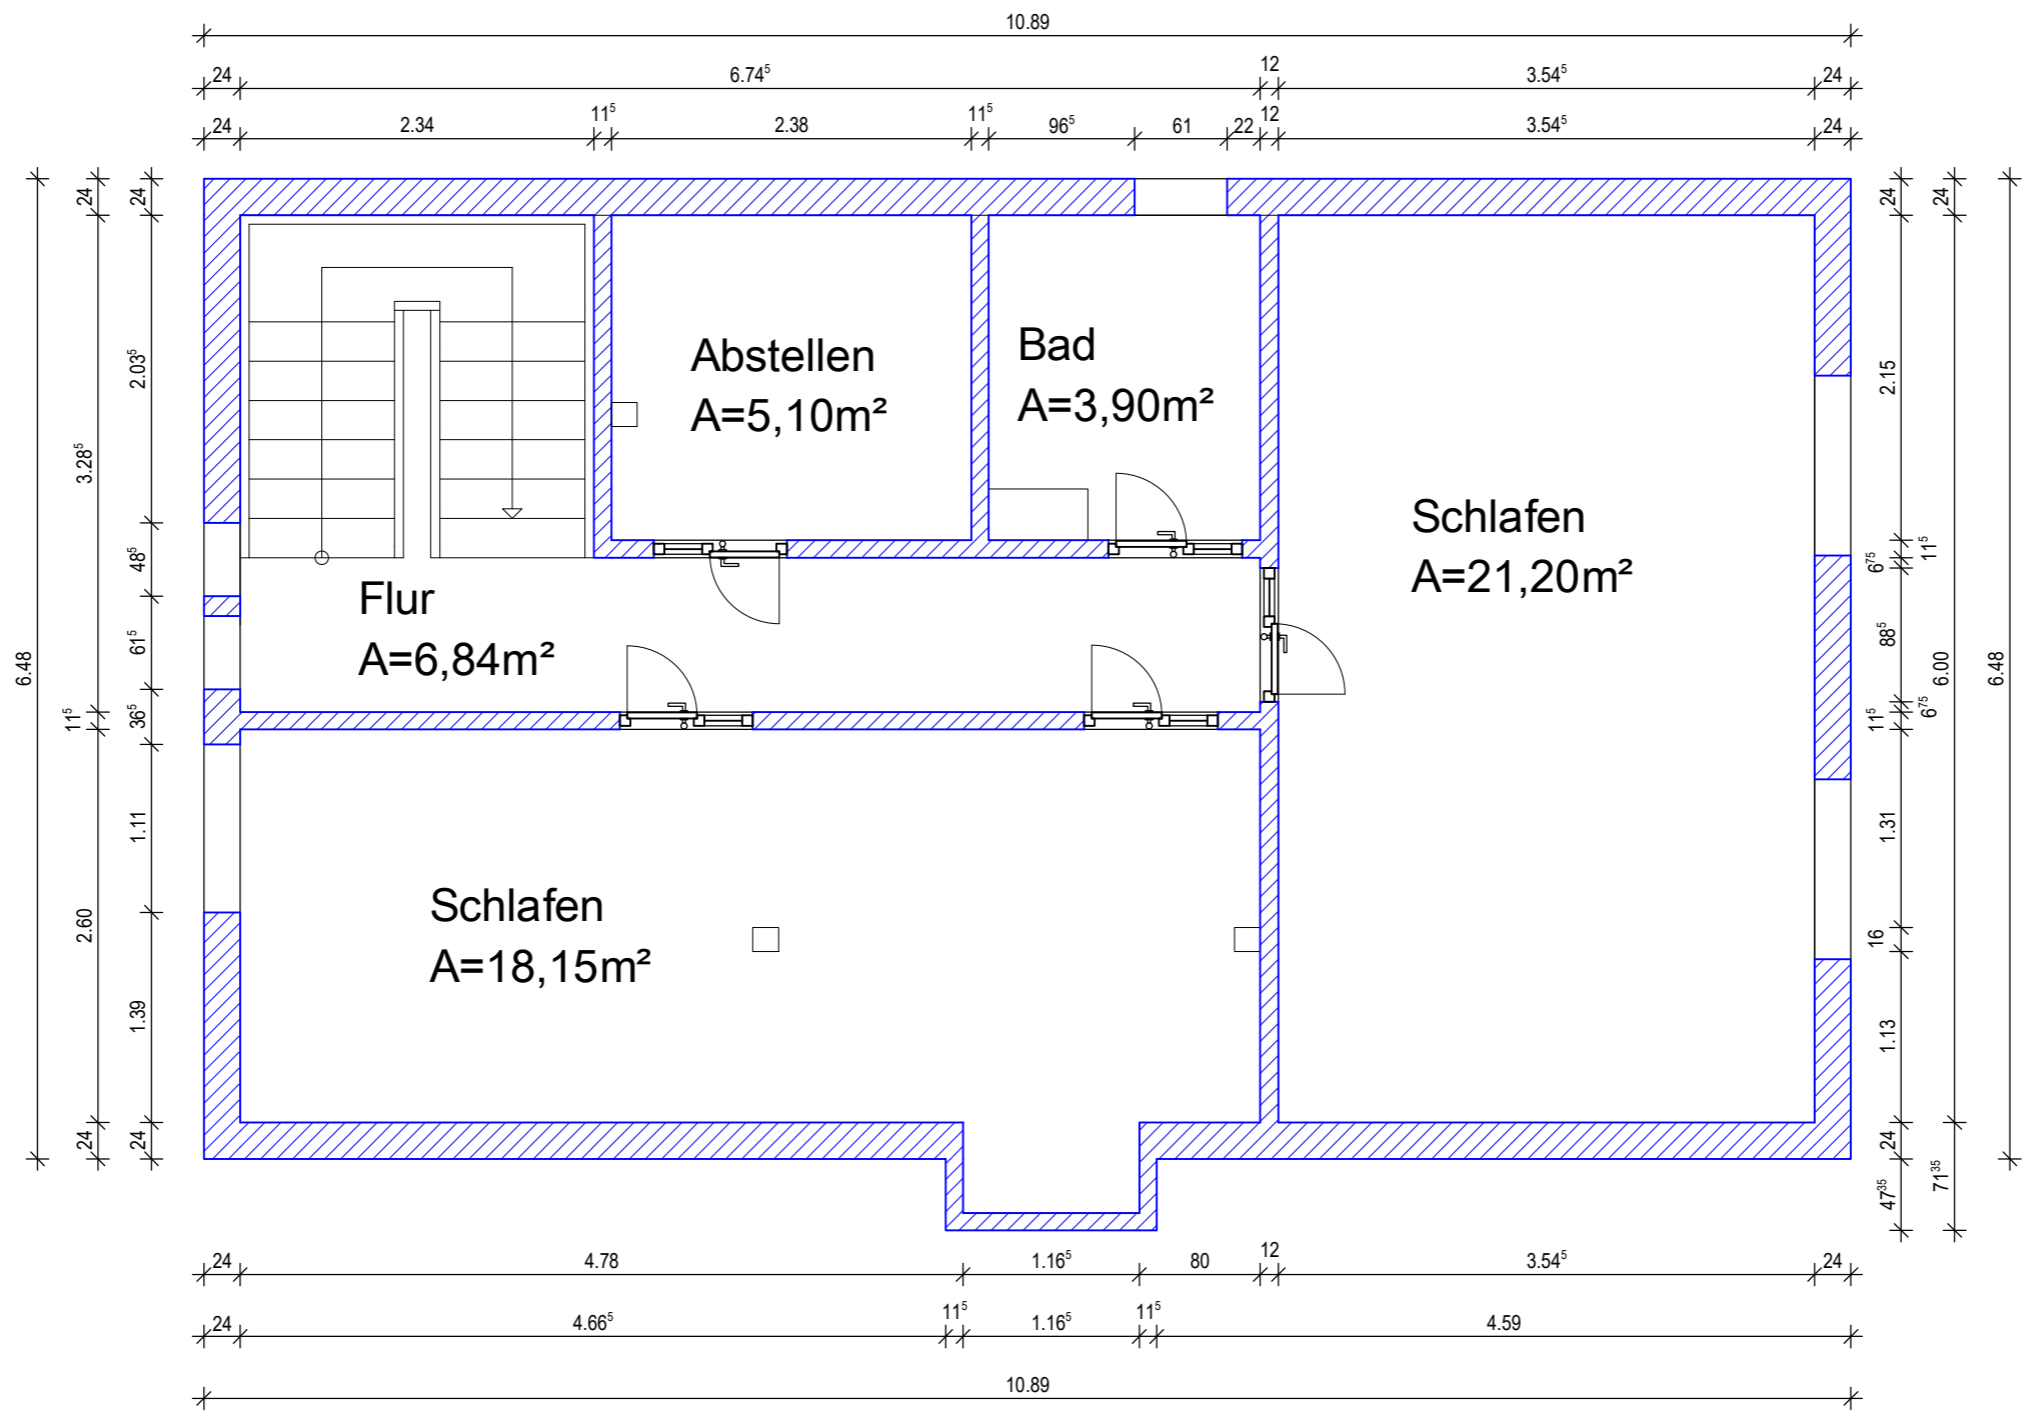 10.89
24 6.74⁵ 12 3.54⁵ 24
24 2.34 11⁵ 2.38 11⁵ 96⁵ 61 22 12 3.54⁵ 24
6.48
24 3.28⁵ 11⁵ 2.60 24
24 2.03⁵ 48⁵ 61⁵ 36⁵ 1.11 1.39 24
Abstellen
A=5,10m²
Bad
A=3,90m²
Schlafen
A=21,20m²
Flur
A=6,84m²
Schlafen
A=18,15m²
24 2.15 11⁵ 6⁷⁵ 88⁵ 6⁷⁵ 11⁵ 1.31 16 1.13 24 47³⁵
24 6.00 71³⁵
6.48
24 4.78 1.16⁵ 80 12 3.54⁵ 24
24 4.66⁵ 11⁵ 1.16⁵ 11⁵ 4.59
10.89